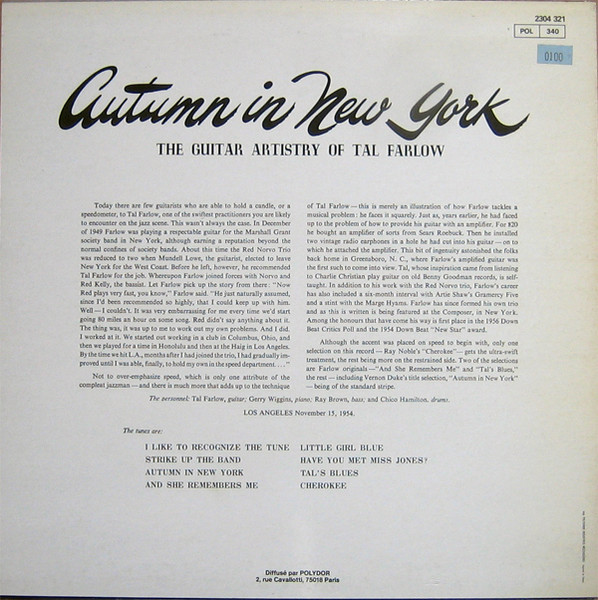 2304 321
POL 340
0100
Autumn in New York
THE GUITAR ARTISTRY OF TAL FARLOW
Today there are few guitarists who are able to hold a candle, or a
speedometer, to Tal Farlow, one of the swiftest practitioners you are likely
to encounter on the jazz scene. This wasn't always the case. In December
of 1949 Farlow was playing a respectable guitar for the Marshall Grant
society band in New York, although earning a reputation beyond the
normal confines of society bands. About this time the Red Norvo Trio
was reduced to two when Mundell Lowe, the guitarist, elected to leave
New York for the West Coast. Before he left, however, he recommended
Tal Farlow for the job. Whereupon Farlow joined forces with Norvo and
Red Kelly, the bassist. Let Farlow pick up the story from there: "Now
Red plays very fast, you know," Farlow said. "He just naturally assumed,
since I'd been recommended so highly, that I could keep up with him.
Well — I couldn't. It was very embarrassing for me every time we'd start
going 80 miles at hour on some song. Red didn't say anything about it.
The thing was, it was up to me to work out my own problems. And I did.
I worked at it. We started out working in a club in Columbus, Ohio, and
then we played for a time in Honolulu and then at the Haig in Los Angeles.
By the time we hit L.A., months after I had joined the trio, I had gradually im-
proved until I was able, finally, to hold my own in the speed department . . . ."
Not to over-emphasize speed, which is only one attribute of the
compleat jazzman — and there is much more that adds up to the technique
of Tal Farlow — this is merely an illustration of how Farlow tackles a
musical problem: he faces it squarely. Just as, years earlier, he had faced
up to the problem of how to provide his guitar with an amplifier. For $20
he bought an amplifier of sorts from Sears Roebuck. Then he installed
two vintage radio earphones in a hole he had cut into his guitar — on to
which he attached the amplifier. This bit of ingenuity astonished the folks
back home in Greensboro, N. C., where Farlow's amplified guitar was
the first such to come into view. Tal, whose inspiration came from listening
to Charlie Christian play guitar on old Benny Goodman records, is self-
taught. In addition to his work with the Red Norvo trio, Farlow's career
has also included a six-month interval with Artie Shaw's Gramercy Five
and a stint with the Marge Hyams. Farlow has since formed his own trio
and as this is written is being featured at the Composer, in New York.
Among the honours that have come his way is first place in the 1956 Down
Beat Critics Poll and the 1954 Down Beat "New Star" award.
Although the accent was placed on speed to begin with, only one
selection on this record — Ray Noble's "Cherokee" — gets the ultra-swift
treatment, the rest being more on the restrained side. Two of the selections
are Farlow originals — "And She Remembers Me" and "Tal's Blues,"
the rest — including Vernon Duke's title selection, "Autumn in New York"
— being of the standard stripe.
The personnel: Tal Farlow, guitar; Gerry Wiggins, piano; Ray Brown, bass; and Chico Hamilton, drums.
LOS ANGELES November 15, 1954.
The tunes are:
I LIKE TO RECOGNIZE THE TUNE
STRIKE UP THE BAND
AUTUMN IN NEW YORK
AND SHE REMEMBERS ME
LITTLE GIRL BLUE
HAVE YOU MET MISS JONES?
TAL'S BLUES
CHEROKEE
Diffusé par POLYDOR
2, rue Cavallotti, 75018 Paris